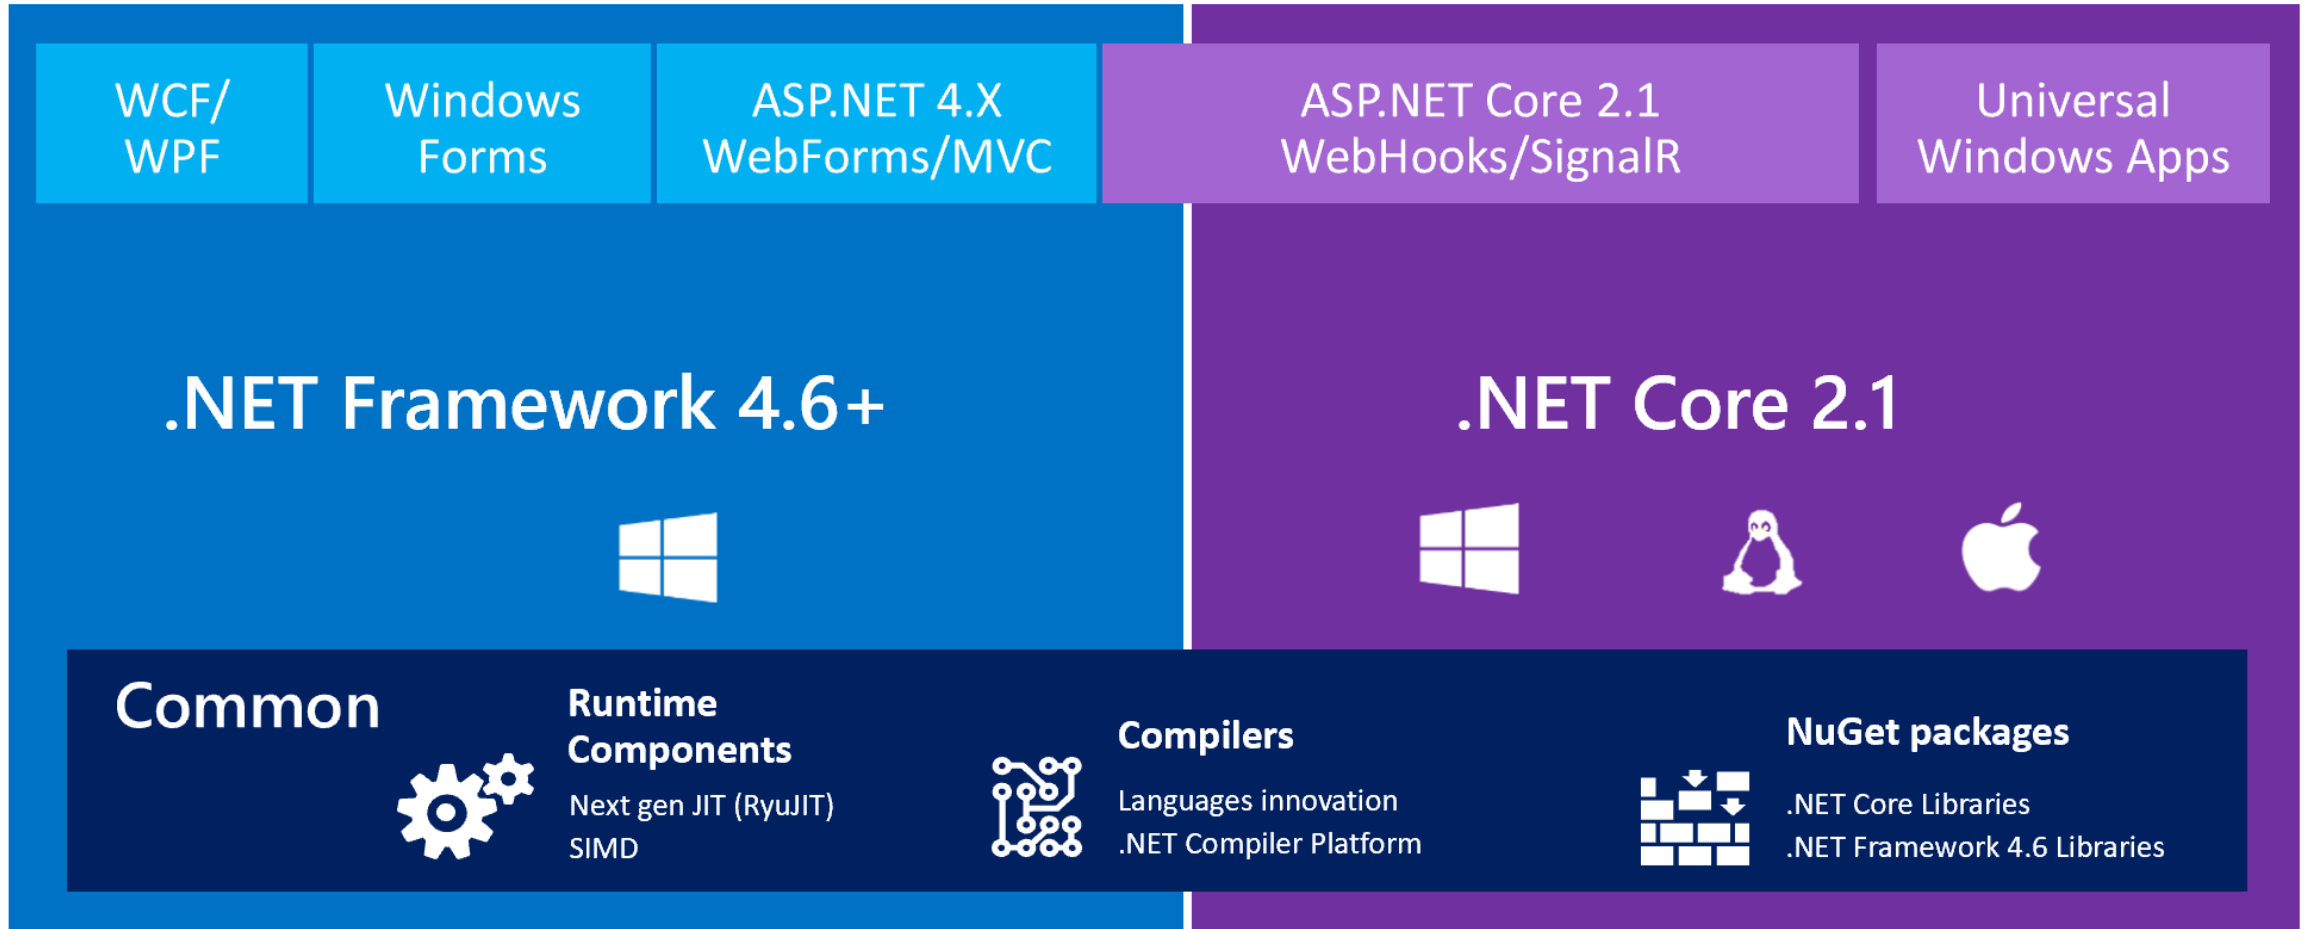 WCF/
WPF
Windows
Forms
ASP.NET 4.X
WebForms/MVC
ASP.NET Core 2.1
WebHooks/SignalR
Universal
Windows Apps
.NET Framework 4.6+
.NET Core 2.1
Common
Runtime
Components
Next gen JIT (RyuJIT)
SIMD
Compilers
Languages innovation
.NET Compiler Platform
NuGet packages
.NET Core Libraries
.NET Framework 4.6 Libraries